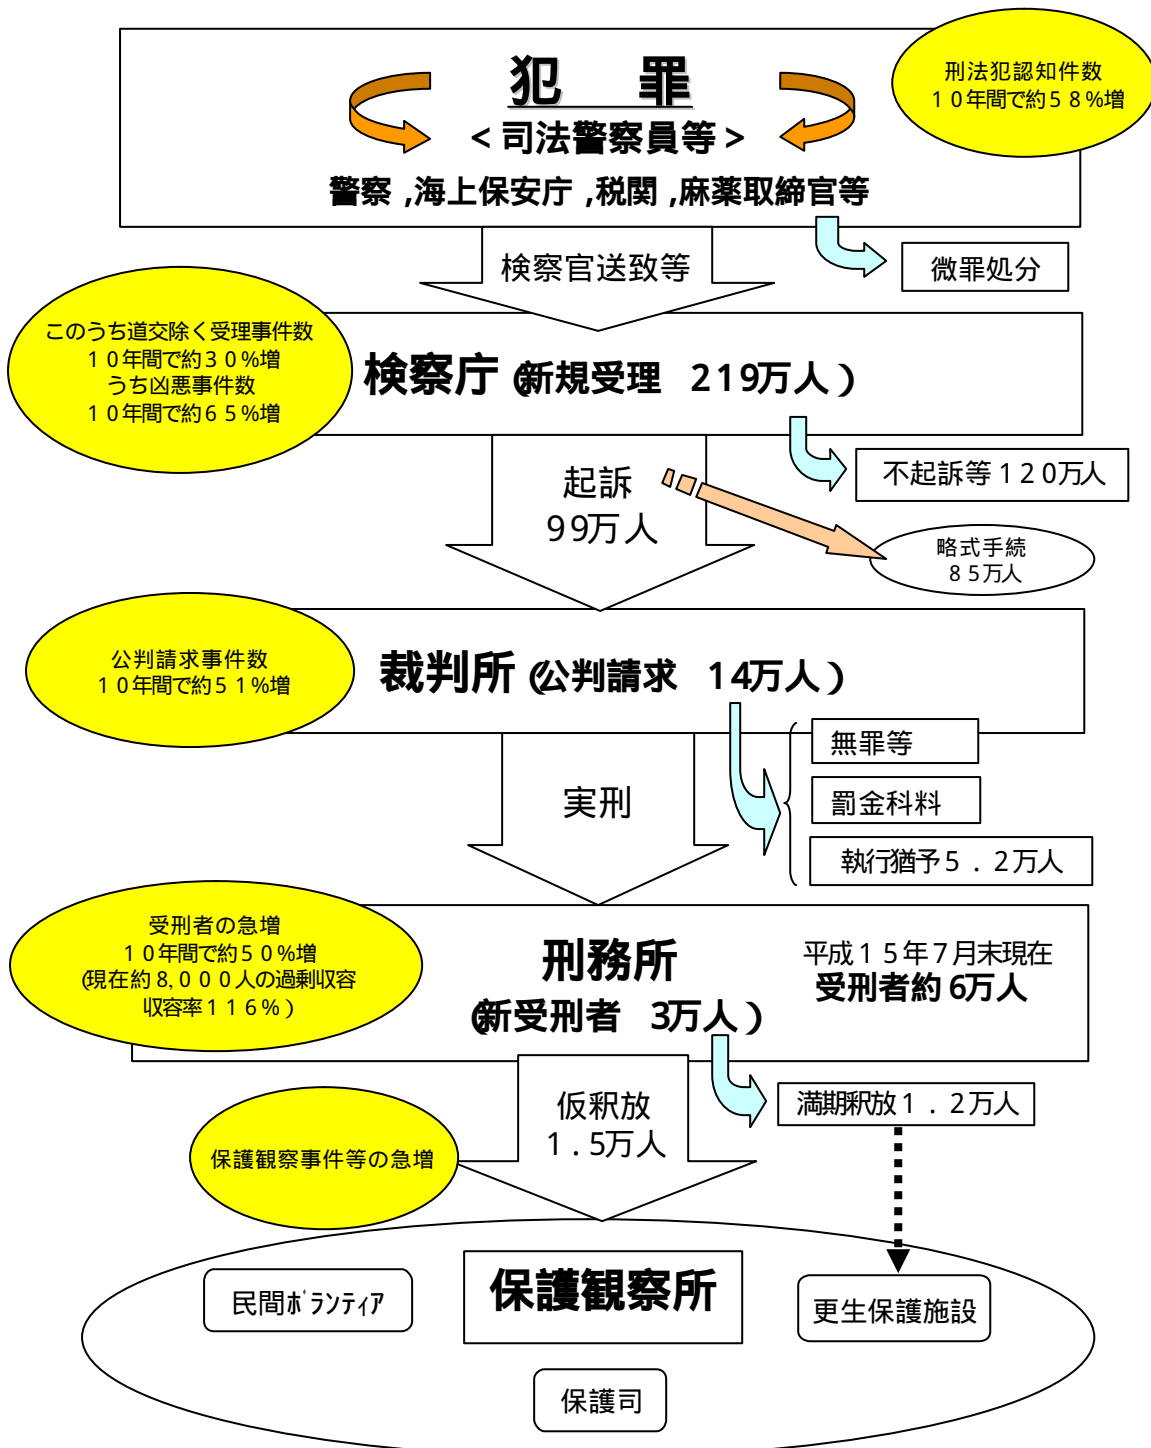 犯　罪
<司法警察員等>
警察 ,海上保安庁 ,税関 ,麻薬取締官等
刑法犯認知件数
１０年間で約５８%増
検察官送致等
微罪処分
このうち道交除く受理事件数
１０年間で約３０%増
うち凶悪事件数
１０年間で約６５%増
検察庁 (新規受理　219万人 )
起訴
99万人
不起訴等１２０万人
略式手続
８５万人
公判請求事件数
１０年間で約５１%増
裁判所 (公判請求　14万人 )
実刑
無罪等
罰金科料
執行猶予５．２万人
受刑者の急増
１０年間で約５０%増
(現在約８,０００人の過剰収容
収容率１１６%)
刑務所
(新受刑者　3万人 )
平成１５年７月末現在
受刑者約 6万人
仮釈放
1.5万人
満期釈放１．２万人
保護観察事件等の急増
民間ﾎﾞﾗﾝﾃｨｱ
保護観察所
更生保護施設
保護司